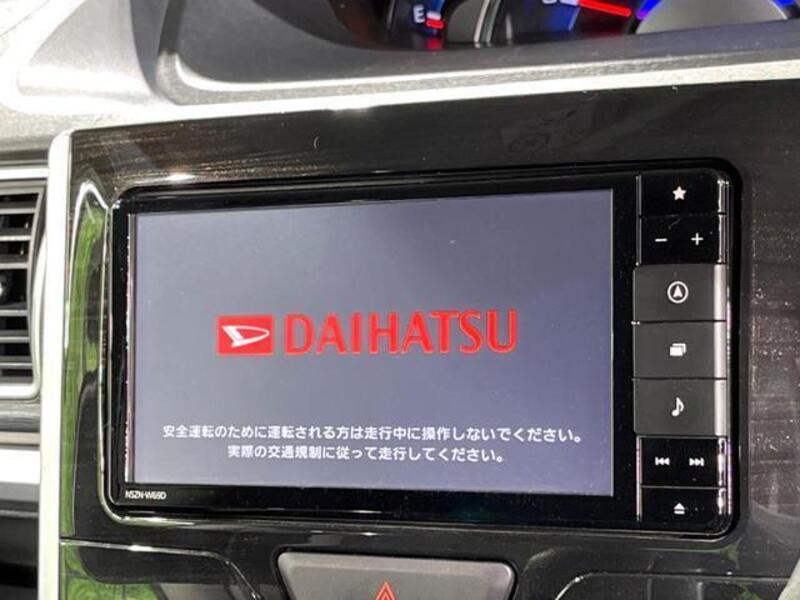 E
DAIHATSU
安全運転のために運転される方は走行中に操作しないでください。
実際の交通規制に従って走行してください。
NSZN-W69D